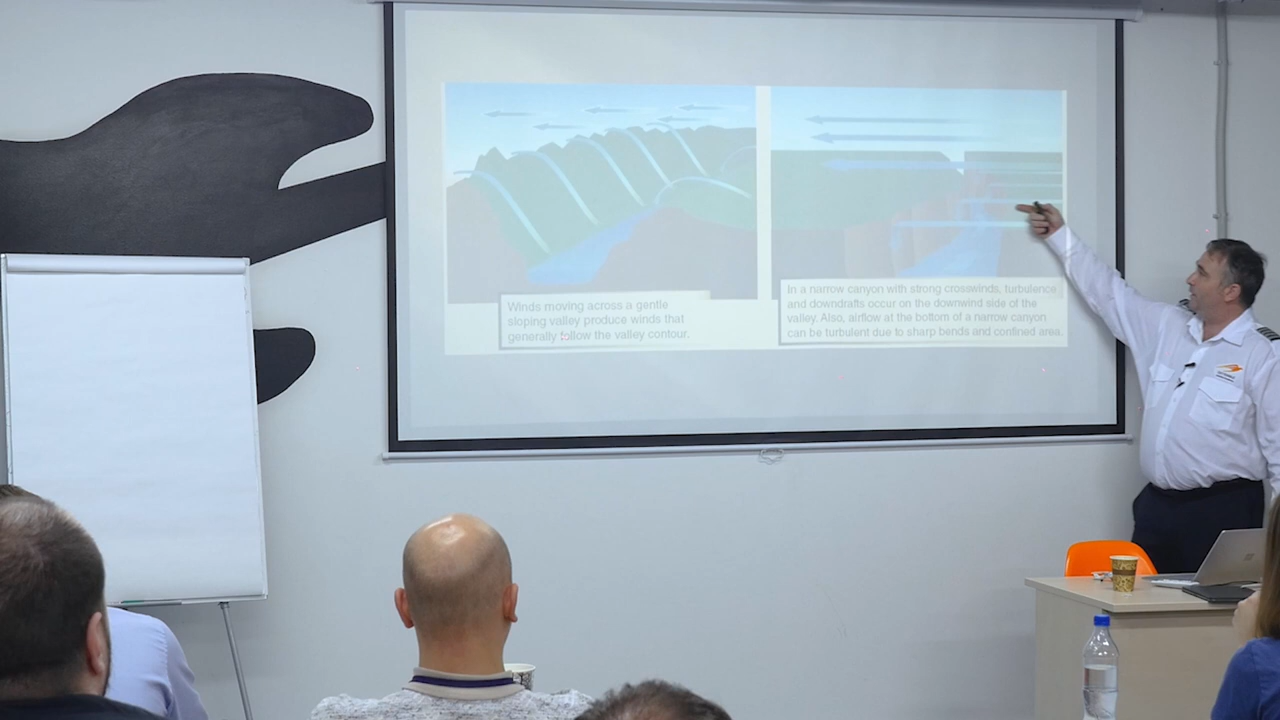 Winds moving across a gentle
sloping valley produce winds that
generally follow the valley contour.
In a narrow canyon with strong crosswinds, turbulence
and downdrafts occur on the downwind side of the
valley. Also, airflow at the bottom of a narrow canyon
can be turbulent due to sharp bends and confined area.